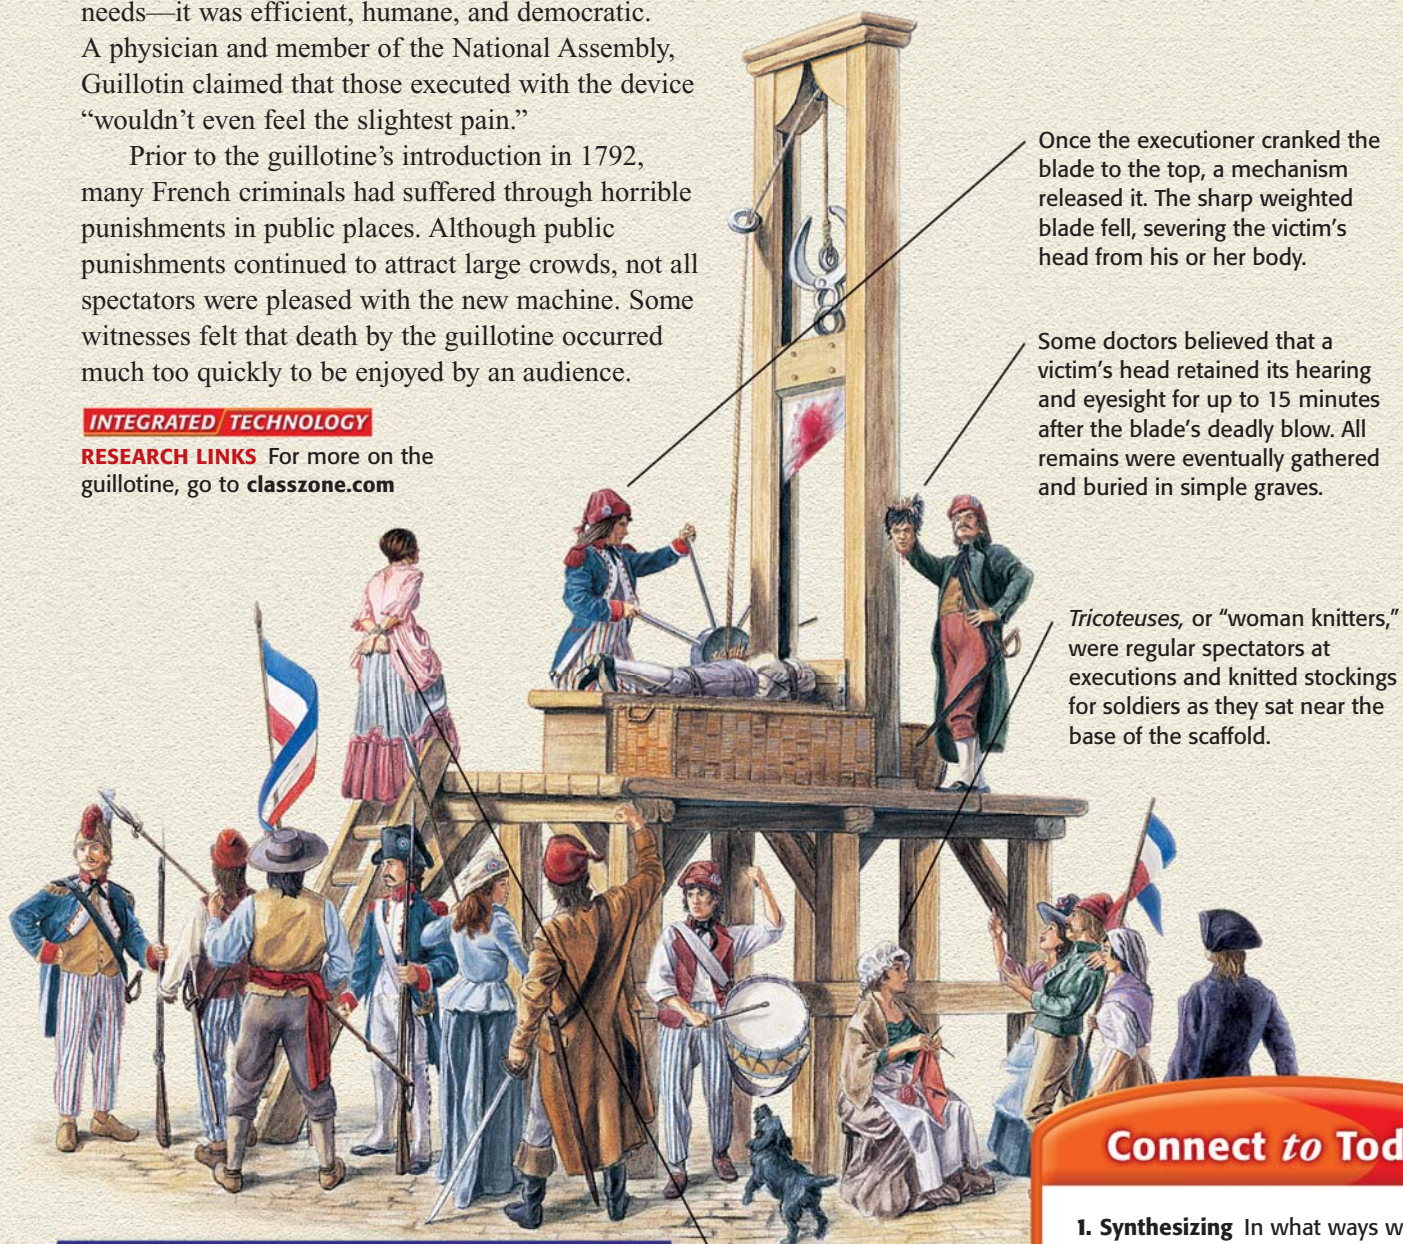 needs—it was efficient, humane, and democratic.
A physician and member of the National Assembly,
Guillotin claimed that those executed with the device
“wouldn’t even feel the slightest pain.”
Prior to the guillotine’s introduction in 1792,
many French criminals had suffered through horrible
punishments in public places. Although public
punishments continued to attract large crowds, not all
spectators were pleased with the new machine. Some
witnesses felt that death by the guillotine occurred
much too quickly to be enjoyed by an audience.
INTEGRATED TECHNOLOGY
RESEARCH LINKS For more on the
guillotine, go to classzone.com
Once the executioner cranked the
blade to the top, a mechanism
released it. The sharp weighted
blade fell, severing the victim’s
head from his or her body.
Some doctors believed that a
victim’s head retained its hearing
and eyesight for up to 15 minutes
after the blade’s deadly blow. All
remains were eventually gathered
and buried in simple graves.
Tricoteuses, or “woman knitters,”
were regular spectators at
executions and knitted stockings
for soldiers as they sat near the
base of the scaffold.
Connect to
1. Synthesizing In what ways